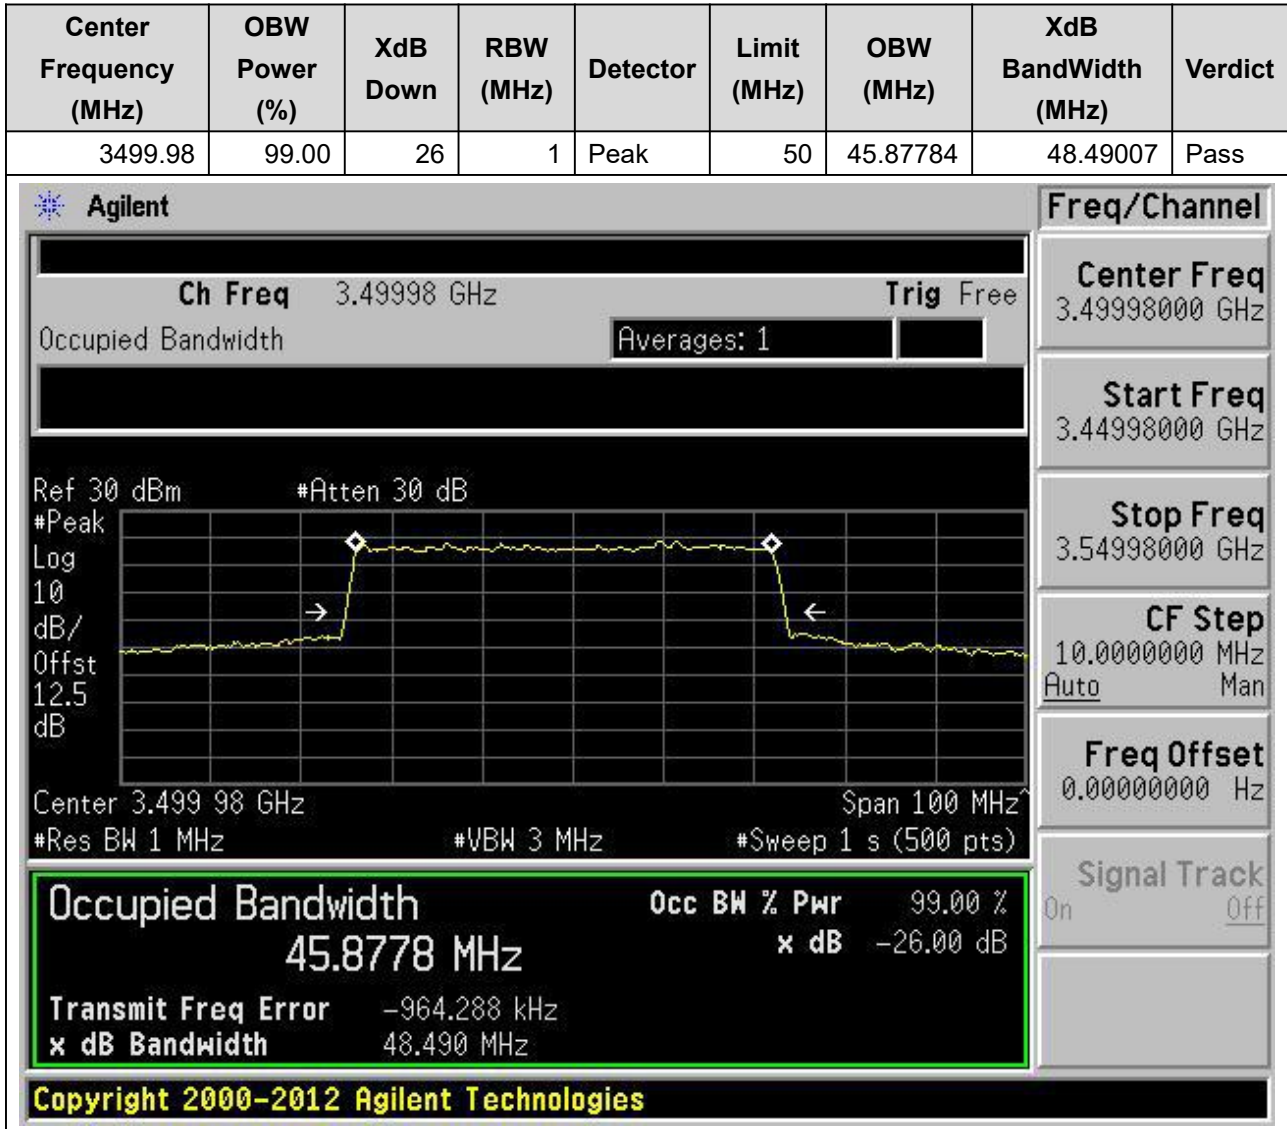 Center Frequency (MHz) OBW Power (%) XdB Down RBW (MHz) Detector Limit (MHz) OBW (MHz) XdB BandWidth (MHz) Verdict
3499.98 99.00 26 1 Peak 50 45.87784 48.49007 Pass
Agilent
Freq/Channel
Ch Freq 3.49998 GHz Trig Free
Occupied Bandwidth Averages: 1
Center Freq
3.49998000 GHz
Start Freq
3.44998000 GHz
Stop Freq
3.54998000 GHz
CF Step
10.0000000 MHz
Auto Man
Freq Offset
0.00000000 Hz
Signal Track
On Off
Ref 30 dBm #Atten 30 dB
#Peak
Log
10
dB/
Offst
12.5
dB
Center 3.499 98 GHz Span 100 MHz^
#Res BW 1 MHz #VBW 3 MHz #Sweep 1 s (500 pts)
Occupied Bandwidth Occ BW % Pwr 99.00 %
45.8778 MHz x dB -26.00 dB
Transmit Freq Error -964.288 kHz
x dB Bandwidth 48.490 MHz
Copyright 2000-2012 Agilent Technologies